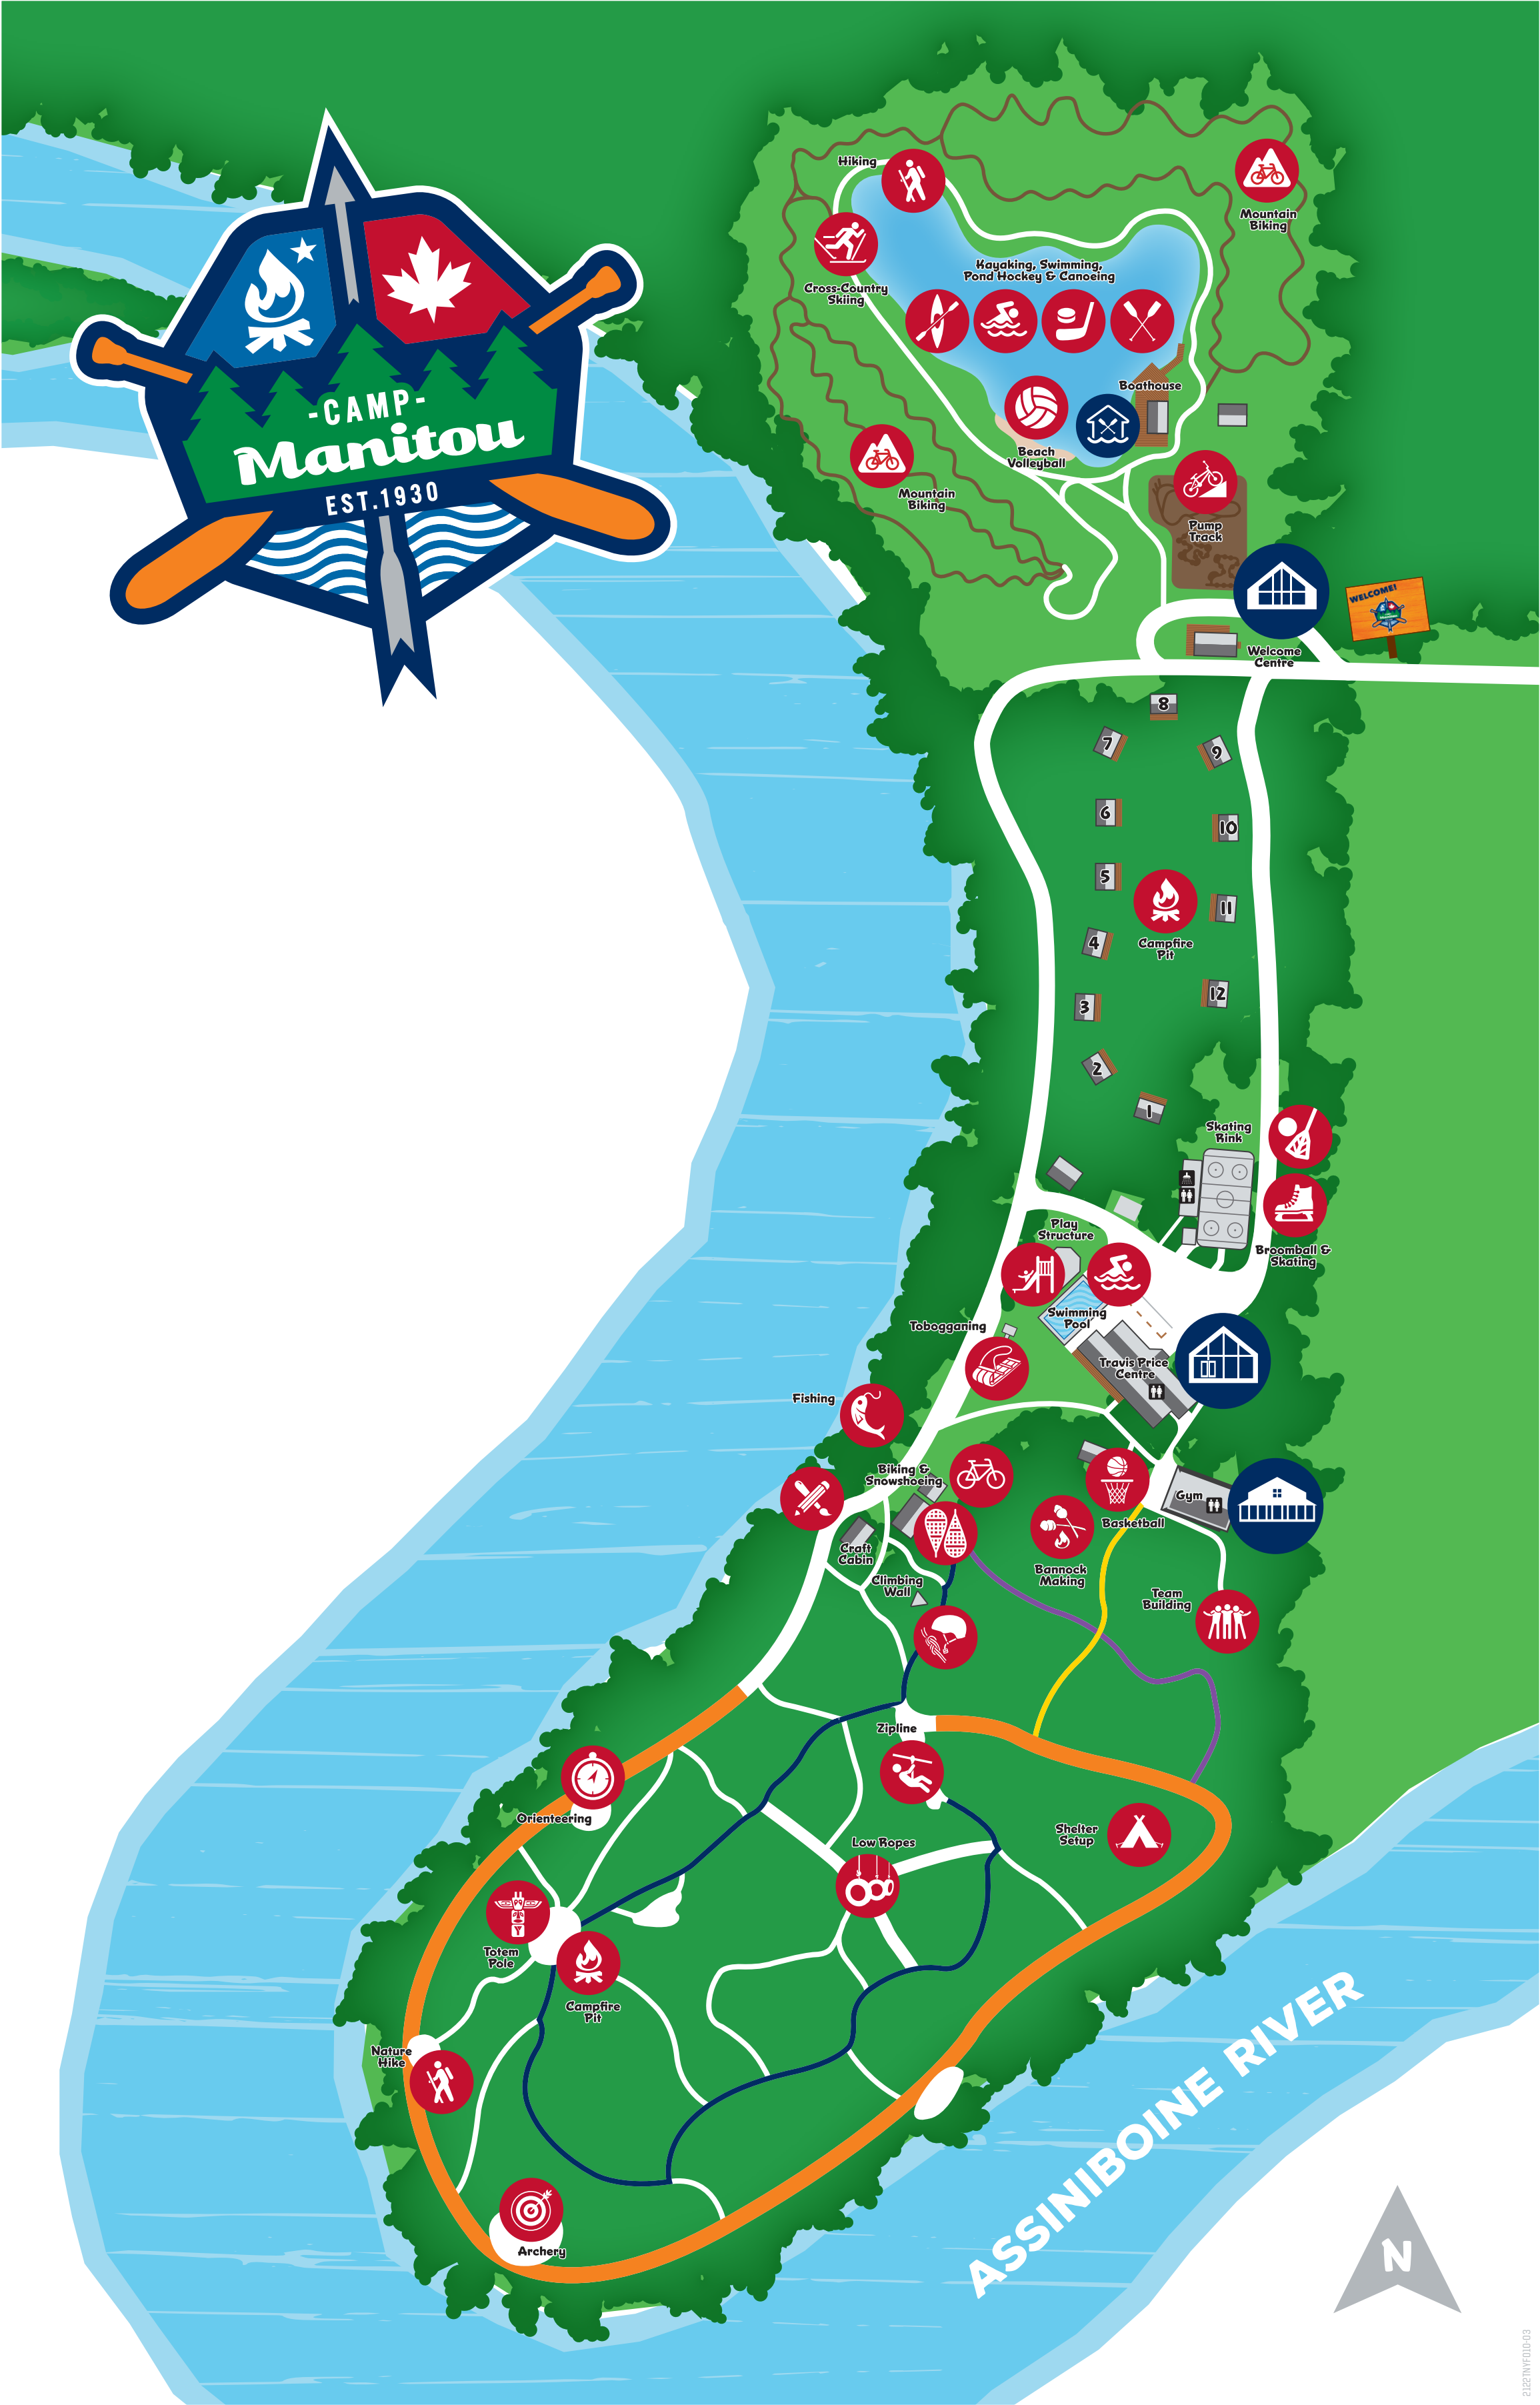 -CAMP-
Manitou
EST.1930
Hiking
Mountain
Biking
Cross-Country
Skiing
Kayaking, Swimming,
Pond Hockey & Canoeing
Boathouse
Beach
Volleyball
Mountain
Biking
Pump
Track
WELCOME!
Welcome
Centre
8
7
9
6
10
5
11
Campfire
Pit
4
12
3
2
1
Skating
Rink
Broomball &
Skating
Play
Structure
Swimming
Pool
Tobogganing
Travis Price
Centre
Fishing
Biking &
Snowshoeing
Gym
Basketball
Craft
Cabin
Bannock
Making
Climbing
Wall
Team
Building
Zipline
Orienteering
Low Ropes
Shelter
Setup
Totem
Pole
Campfire
Pit
Nature
Hike
Archery
ASSINIBOINE RIVER
N
2122TNYF010-03